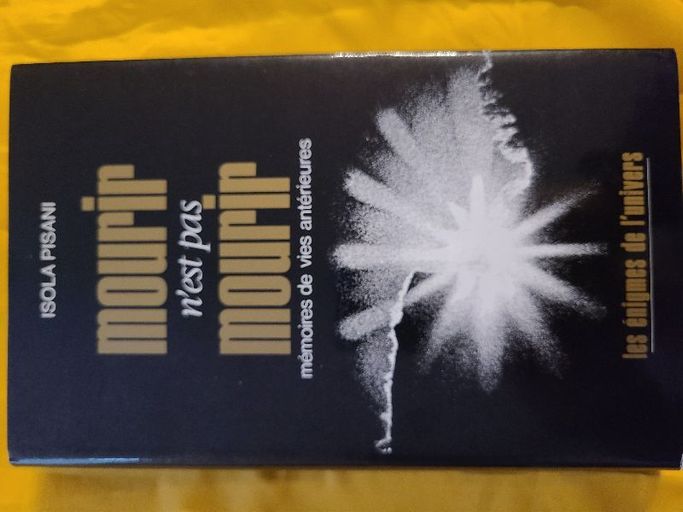 ISOLA PISANI
mourir
n'est pas
mourir
mémoires de vies antérieures
les énigmes de l'univers